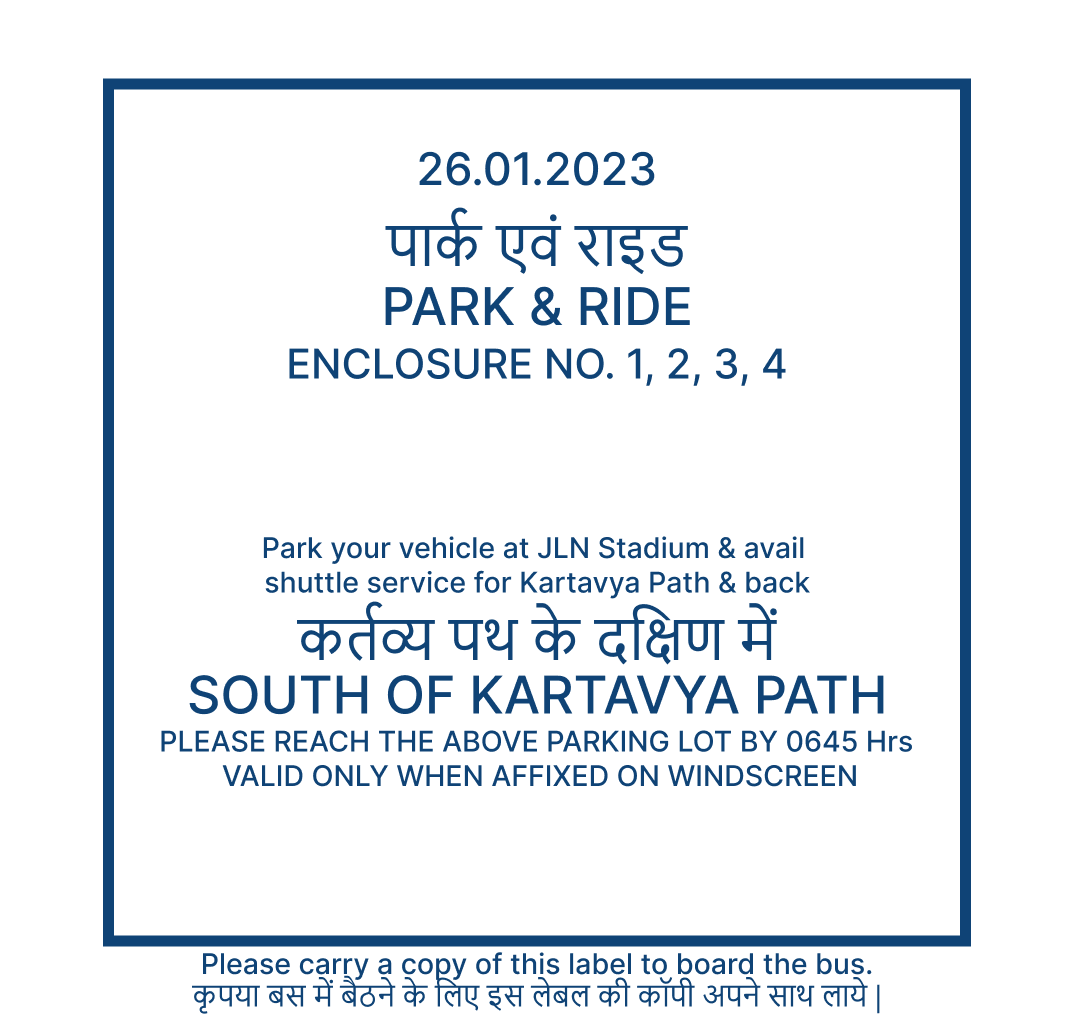 26.01.2023
पार्क एवं राइड
PARK & RIDE
ENCLOSURE NO. 1, 2, 3, 4
Park your vehicle at JLN Stadium & avail
shuttle service for Kartavya Path & back
कर्तव्य पथ के दक्षिण में
SOUTH OF KARTAVYA PATH
PLEASE REACH THE ABOVE PARKING LOT BY 0645 Hrs
VALID ONLY WHEN AFFIXED ON WINDSCREEN
Please carry a copy of this label to board the bus.
कृपया बस में बैठने के लिए इस लेबल की कॉपी अपने साथ लाये |